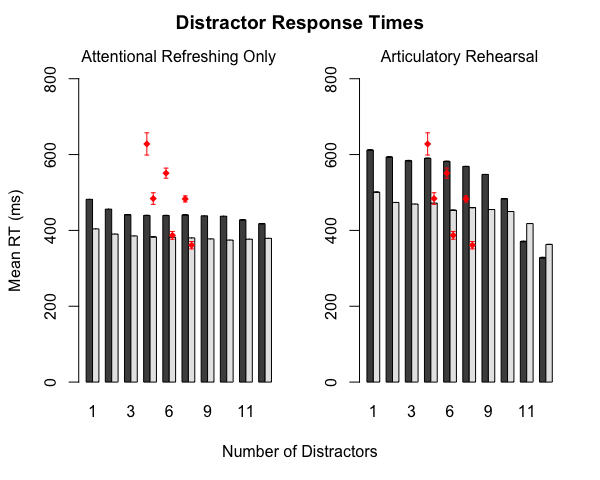 Distractor Response Times
Attentional Refreshing Only
Articulatory Rehearsal
Mean RT (ms)
800
600
400
200
0
1 3 6 9 11
800
600
400
200
0
1 3 6 9 11
Number of Distractors